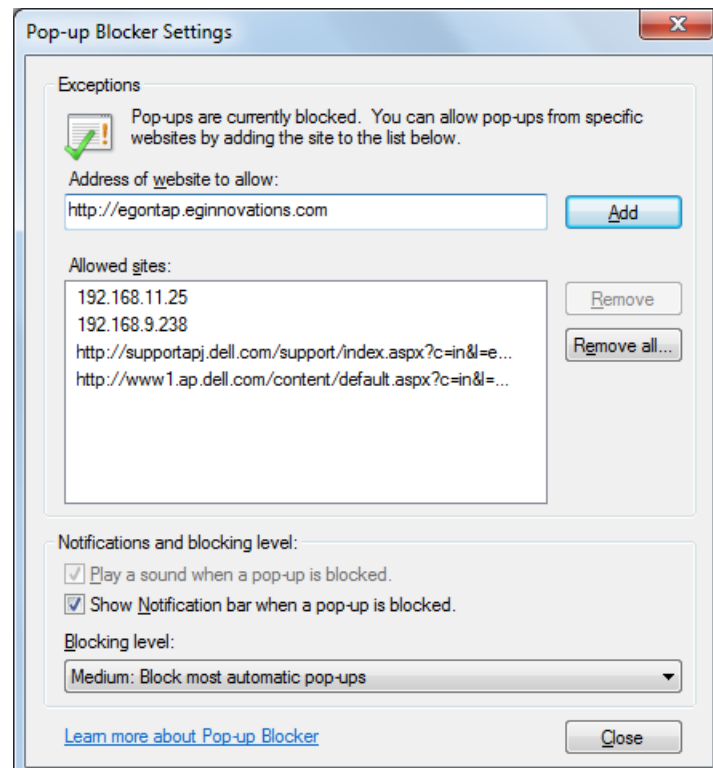 Pop-up Blocker Settings
Exceptions
Pop-ups are currently blocked. You can allow pop-ups from specific
websites by adding the site to the list below.
Address of website to allow:
http://egontap.eginnovations.com
Add
Allowed sites:
192.168.11.25
192.168.9.238
http://supportapj.dell.com/support/index.aspx?c=in&l=e...
http://www1.ap.dell.com/content/default.aspx?c=in&l=...
Remove
Remove all...
Notifications and blocking level:
Play a sound when a pop-up is blocked.
Show Notification bar when a pop-up is blocked.
Blocking level:
Medium: Block most automatic pop-ups
Learn more about Pop-up Blocker
Close